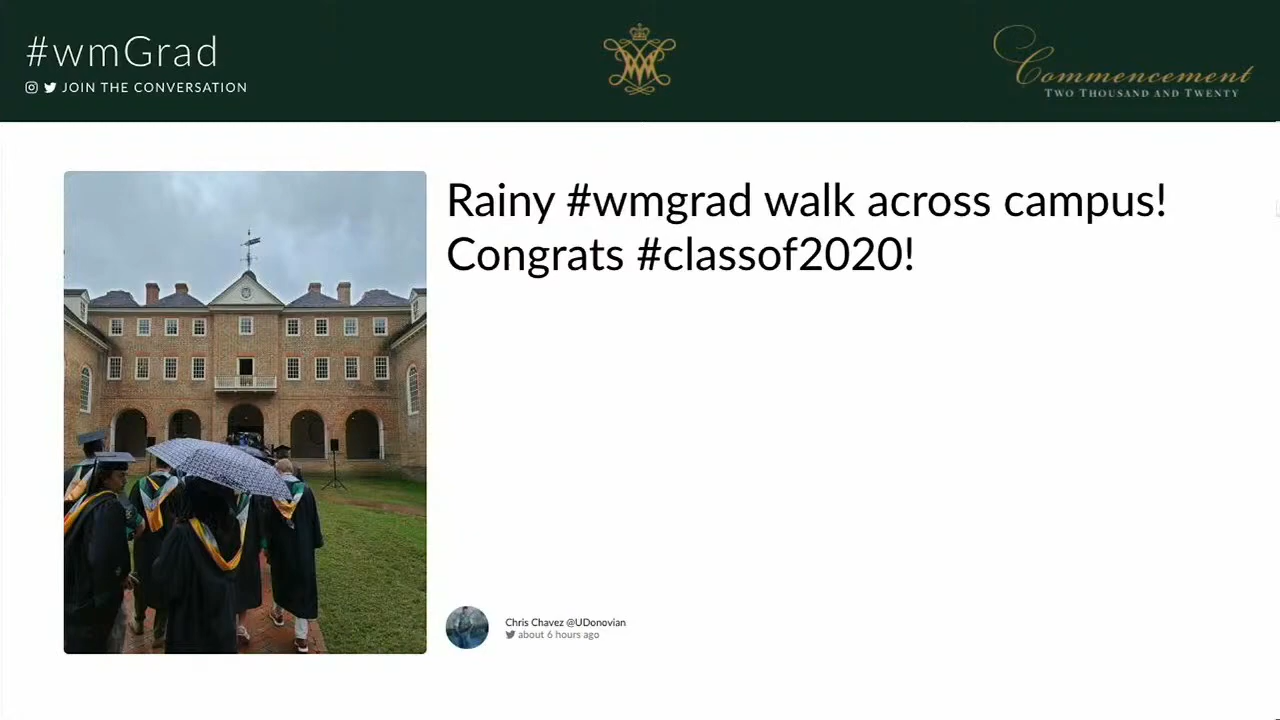 #wmGrad
JOIN THE CONVERSATION
Commencement
TWO THOUSAND AND TWENTY
Rainy #wmgrad walk across campus!
Congrats #classof2020!
Chris Chavez @UDonovian
about 6 hours ago